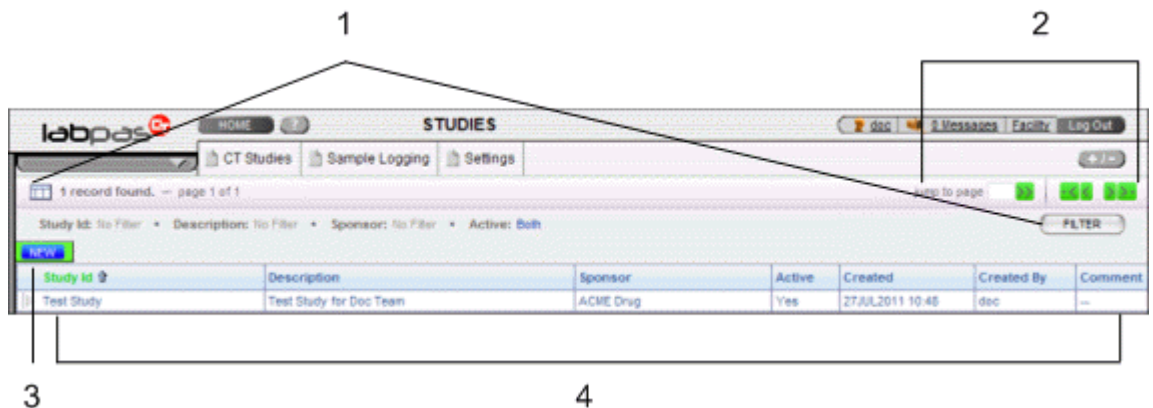 1 2
labpas CT HOME ? STUDIES doc 0 Messages Facility Log Out
CT Studies Sample Logging Settings + / -
1 record found. — page 1 of 1 Jump to page >> << < > >>
Study Id: No Filter • Description: No Filter • Sponsor: No Filter • Active: Both FILTER
NEW
Study Id Description Sponsor Active Created Created By Comment
Test Study Test Study for Doc Team ACME Drug Yes 27JUL2011 10:46 doc --
3 4